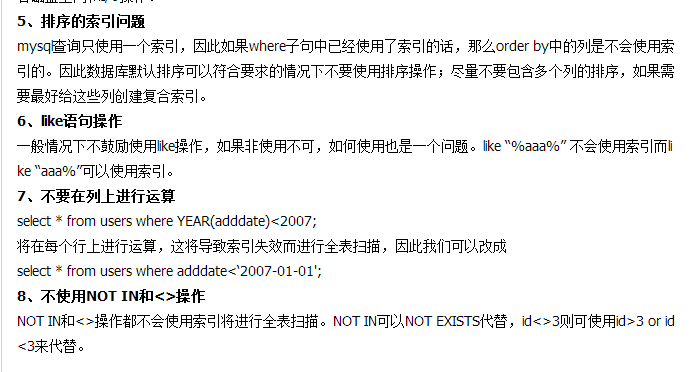 5、排序的索引问题
mysql查询只使用一个索引，因此如果where子句中已经使用了索引的话，那么order by中的列是不会使用索
引的。因此数据库默认排序可以符合要求的情况下不要使用排序操作；尽量不要包含多个列的排序，如果需
要最好给这些列创建复合索引。
6、like语句操作
一般情况下不鼓励使用like操作，如果非使用不可，如何使用也是一个问题。like “%aaa%” 不会使用索引而li
ke “aaa%”可以使用索引。
7、不要在列上进行运算
select * from users where YEAR(adddate)<2007;
将在每个行上进行运算，这将导致索引失效而进行全表扫描，因此我们可以改成
select * from users where adddate<‘2007-01-01';
8、不使用NOT IN和<>操作
NOT IN和<>操作都不会使用索引将进行全表扫描。NOT IN可以NOT EXISTS代替，id<>3则可使用id>3 or id
<3来代替。